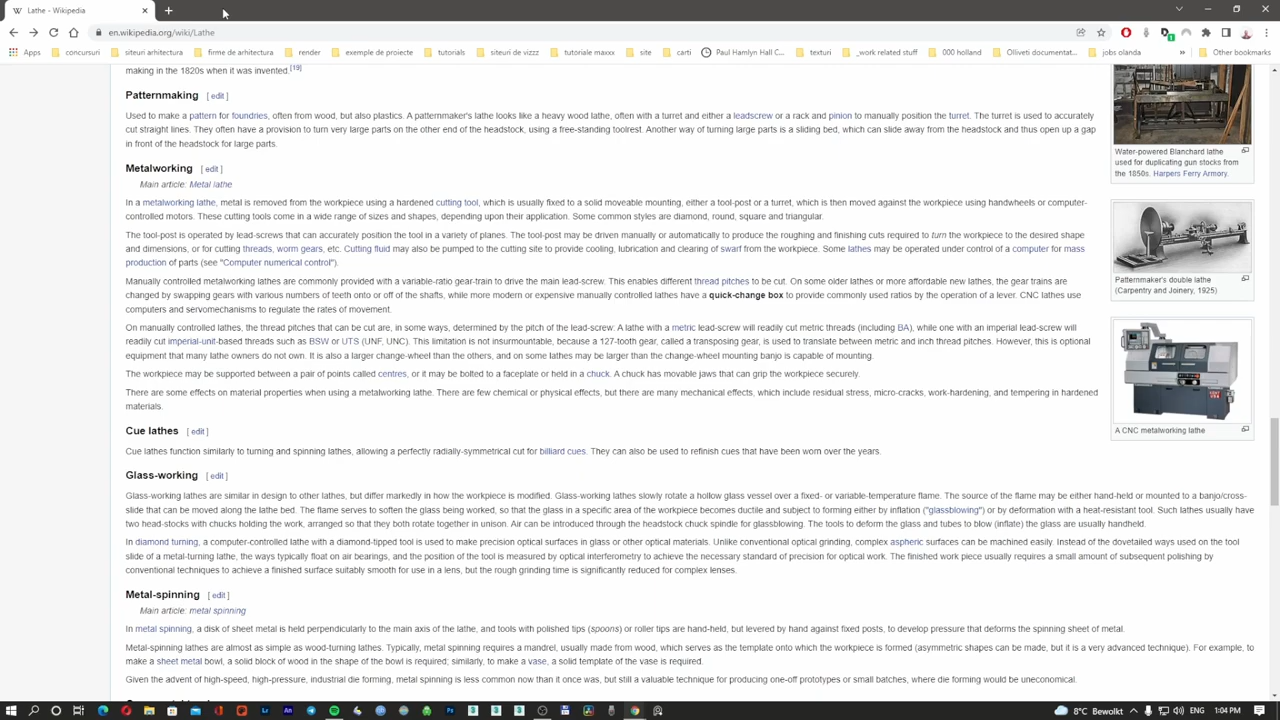 Lathe - Wikipedia
en.wikipedia.org/wiki/Lathe
Apps concursuri siteuri arhitectura firme de arhitectura render exemple de proiecte tutorials siteuri de vizzz tutoriale maxxx site carti Paul Hamlyn Hall C... texturi _work related stuff 000 holland Olliveti documentat... jobs olanda » Other bookmarks
making in the 1820s when it was invented.[19]
Patternmaking [ edit ]
Used to make a pattern for foundries, often from wood, but also plastics. A patternmaker's lathe looks like a heavy wood lathe, often with a turret and either a leadscrew or a rack and pinion to manually position the turret. The turret is used to accurately
cut straight lines. They often have a provision to turn very large parts on the other end of the headstock, using a free-standing toolrest. Another way of turning large parts is a sliding bed, which can slide away from the headstock and thus open up a gap
in front of the headstock for large parts.
Metalworking [ edit ]
Main article: Metal lathe
In a metalworking lathe, metal is removed from the workpiece using a hardened cutting tool, which is usually fixed to a solid moveable mounting, either a tool-post or a turret, which is then moved against the workpiece using handwheels or computer-
controlled motors. These cutting tools come in a wide range of sizes and shapes, depending upon their application. Some common styles are diamond, round, square and triangular.
The tool-post is operated by lead-screws that can accurately position the tool in a variety of planes. The tool-post may be driven manually or automatically to produce the roughing and finishing cuts required to turn the workpiece to the desired shape
and dimensions, or for cutting threads, worm gears, etc. Cutting fluid may also be pumped to the cutting site to provide cooling, lubrication and clearing of swarf from the workpiece. Some lathes may be operated under control of a computer for mass
production of parts (see "Computer numerical control").
Manually controlled metalworking lathes are commonly provided with a variable-ratio gear-train to drive the main lead-screw. This enables different thread pitches to be cut. On some older lathes or more affordable new lathes, the gear trains are
changed by swapping gears with various numbers of teeth onto or off of the shafts, while more modern or expensive manually controlled lathes have a quick-change box to provide commonly used ratios by the operation of a lever. CNC lathes use
computers and servomechanisms to regulate the rates of movement.
On manually controlled lathes, the thread pitches that can be cut are, in some ways, determined by the pitch of the lead-screw: A lathe with a metric lead-screw will readily cut metric threads (including BA), while one with an imperial lead-screw will
readily cut imperial-unit-based threads such as BSW or UTS (UNF, UNC). This limitation is not insurmountable, because a 127-tooth gear, called a transposing gear, is used to translate between metric and inch thread pitches. However, this is optional
equipment that many lathe owners do not own. It is also a larger change-wheel than the others, and on some lathes may be larger than the change-wheel mounting banjo is capable of mounting.
The workpiece may be supported between a pair of points called centres, or it may be bolted to a faceplate or held in a chuck. A chuck has movable jaws that can grip the workpiece securely.
There are some effects on material properties when using a metalworking lathe. There are few chemical or physical effects, but there are many mechanical effects, which include residual stress, micro-cracks, work-hardening, and tempering in hardened
materials.
Cue lathes [ edit ]
Cue lathes function similarly to turning and spinning lathes, allowing a perfectly radially-symmetrical cut for billiard cues. They can also be used to refinish cues that have been worn over the years.
Glass-working [ edit ]
Glass-working lathes are similar in design to other lathes, but differ markedly in how the workpiece is modified. Glass-working lathes slowly rotate a hollow glass vessel over a fixed- or variable-temperature flame. The source of the flame may be either hand-held or mounted to a banjo/cross-
slide that can be moved along the lathe bed. The flame serves to soften the glass being worked, so that the glass in a specific area of the workpiece becomes ductile and subject to forming either by inflation ("glassblowing") or by deformation with a heat-resistant tool. Such lathes usually have
two head-stocks with chucks holding the work, arranged so that they both rotate together in unison. Air can be introduced through the headstock chuck spindle for glassblowing. The tools to deform the glass and tubes to blow (inflate) the glass are usually handheld.
In diamond turning, a computer-controlled lathe with a diamond-tipped tool is used to make precision optical surfaces in glass or other optical materials. Unlike conventional optical grinding, complex aspheric surfaces can be machined easily. Instead of the dovetailed ways used on the tool
slide of a metal-turning lathe, the ways typically float on air bearings, and the position of the tool is measured by optical interferometry to achieve the necessary standard of precision for optical work. The finished work piece usually requires a small amount of subsequent polishing by
conventional techniques to achieve a finished surface suitably smooth for use in a lens, but the rough grinding time is significantly reduced for complex lenses.
Metal-spinning [ edit ]
Main article: metal spinning
In metal spinning, a disk of sheet metal is held perpendicularly to the main axis of the lathe, and tools with polished tips (spoons) or roller tips are hand-held, but levered by hand against fixed posts, to develop pressure that deforms the spinning sheet of metal.
Metal-spinning lathes are almost as simple as wood-turning lathes. Typically, metal spinning requires a mandrel, usually made from wood, which serves as the template onto which the workpiece is formed (asymmetric shapes can be made, but it is a very advanced technique). For example, to
make a sheet metal bowl, a solid block of wood in the shape of the bowl is required; similarly, to make a vase, a solid template of the vase is required.
Given the advent of high-speed, high-pressure, industrial die forming, metal spinning is less common now than it once was, but still a valuable technique for producing one-off prototypes or small batches, where die forming would be uneconomical.
Water-powered Blanchard lathe
used for duplicating gun stocks from
the 1850s. Harpers Ferry Armory.
Patternmaker's double lathe
(Carpentry and Joinery, 1925)
A CNC metalworking lathe
8°C Bewolkt ENG 1:04 PM